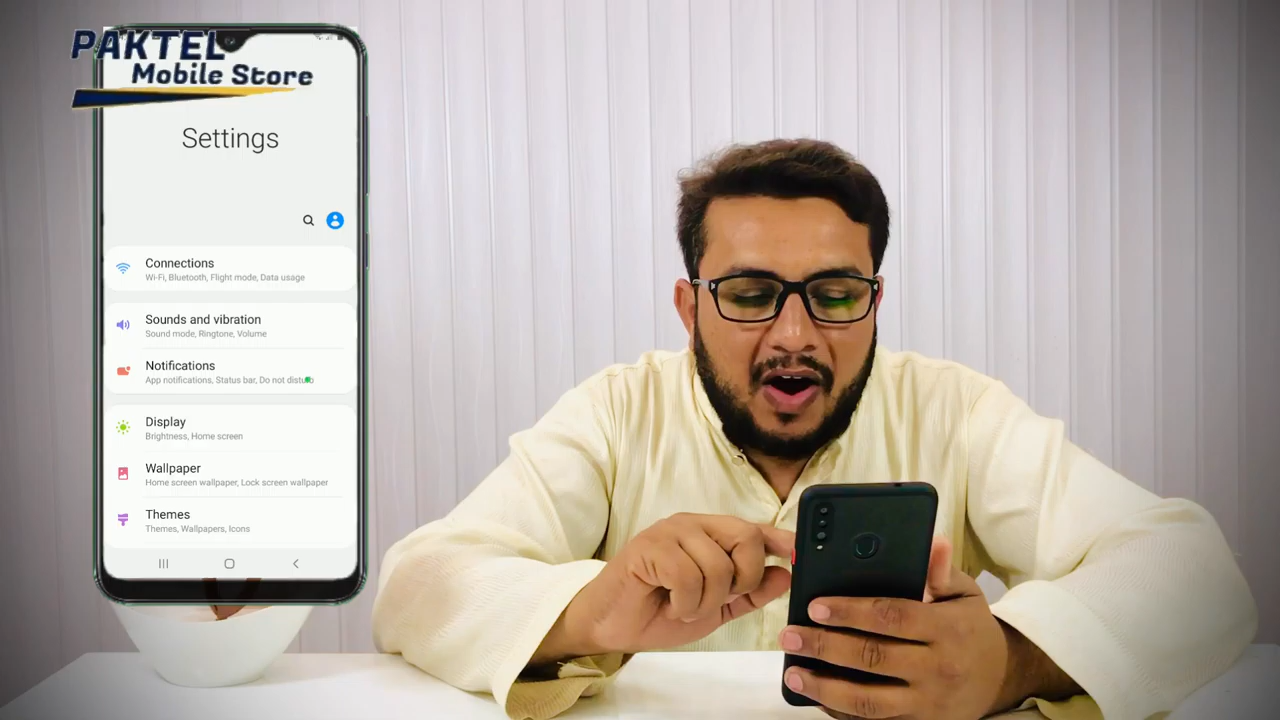 PAKTEL
Mobile Store
Settings
Connections
Wi-Fi, Bluetooth, Flight mode, Data usage
Sounds and vibration
Sound mode, Ringtone, Volume
Notifications
App notifications, Status bar, Do not disturb
Display
Brightness, Home screen
Wallpaper
Home screen wallpaper, Lock screen wallpaper
Themes
Themes, Wallpapers, Icons